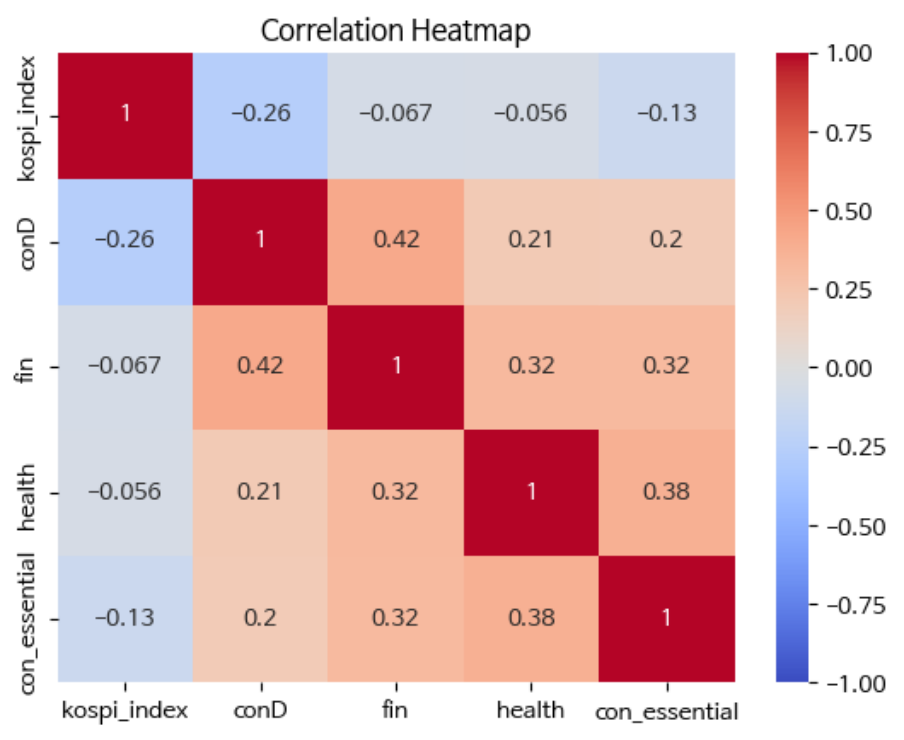 Correlation Heatmap
kospi_index 1 −0.26 −0.067 −0.056 −0.13
conD −0.26 1 0.42 0.21 0.2
fin −0.067 0.42 1 0.32 0.32
health −0.056 0.21 0.32 1 0.38
con_essential −0.13 0.2 0.32 0.38 1
kospi_index conD fin health con_essential
1.00
0.75
0.50
0.25
0.00
−0.25
−0.50
−0.75
−1.00